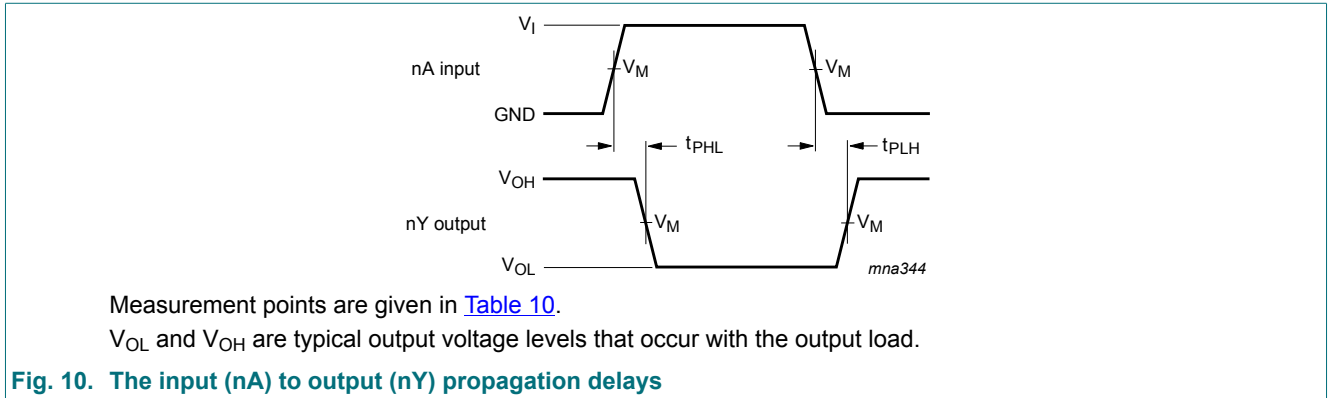 V_I
nA input
V_M
V_M
GND
t_PHL
t_PLH
V_OH
nY output
V_M
V_M
V_OL
mna344
Measurement points are given in Table 10.
V_OL and V_OH are typical output voltage levels that occur with the output load.
Fig. 10. The input (nA) to output (nY) propagation delays